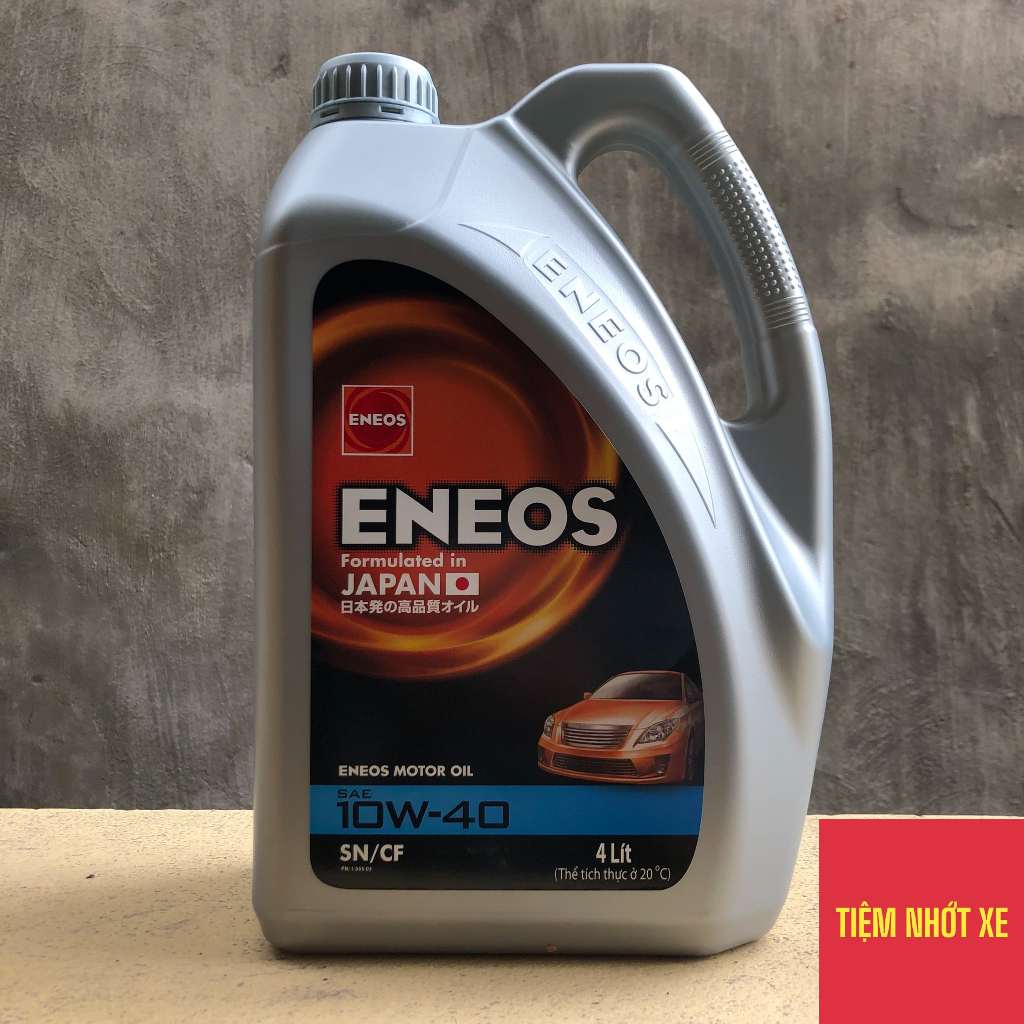 ENEOS
ENEOS
ENEOS
Formulated in
JAPAN
日本発の高品質オイル
ENEOS MOTOR OIL
SAE
10W-40
SN/CF
4 Lít
(Thể tích thực ở 20 °C)
TIỆM NHỚT XE